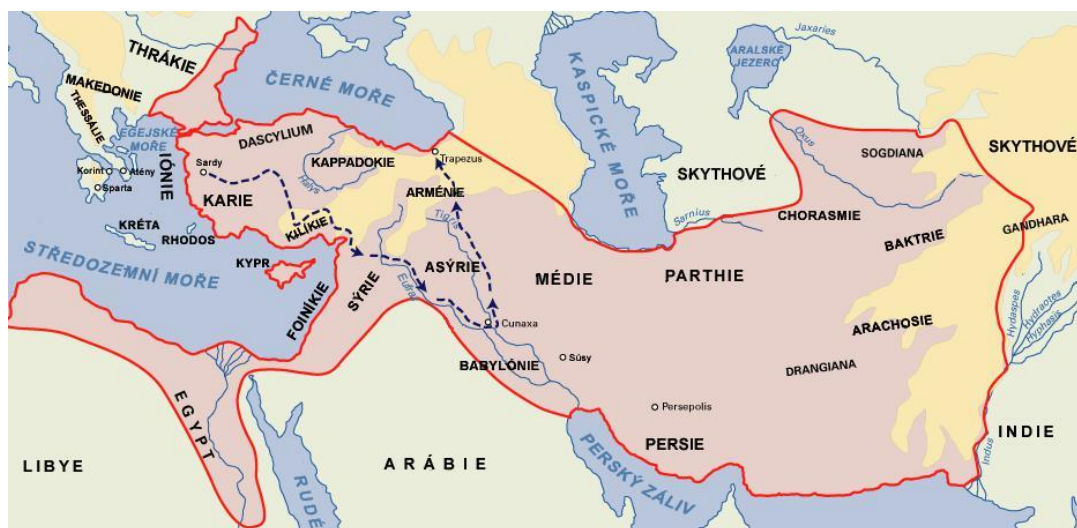 THRÁKIE
MAKEDONIE
THESSÁLIE
EGEJSKÉ
MOŘE
ČERNÉ MOŘE
KASPICKÉ MOŘE
ARALSKÉ
JEZERO
Jaxaries
Oxus
SOGDIANA
SKYTHOVÉ
SKYTHOVÉ
DASCYLIUM
KAPPADOKIE
Halys
Trapezus
IÓNIE
Sardy
Korint
Atény
Sparta
KARIE
ARMÉNIE
KILÍKIE
Tigris
Sarnius
CHORASMIE
GANDHARA
BAKTRIE
KRÉTA
RHODOS
KYPR
STŘEDOZEMNÍ MOŘE
FOINÍKIE
SÝRIE
ASÝRIE
Eufrat
MÉDIE
PARTHIE
Hydaspes
Hydraotes
Hyphasis
Cunaxa
ARACHOSIE
BABYLÓNIE
Súsy
DRANGIANA
Persepolis
PERSIE
EGYPT
LIBYE
ARÁBIE
RUDÉ
PERSKÝ ZÁLIV
Indus
INDIE